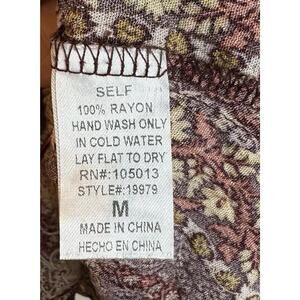 SELF
100% RAYON
HAND WASH ONLY
IN COLD WATER
LAY FLAT TO DRY
RN#:105013
STYLE#:19979
M
MADE IN CHINA
HECHO EN CHINA